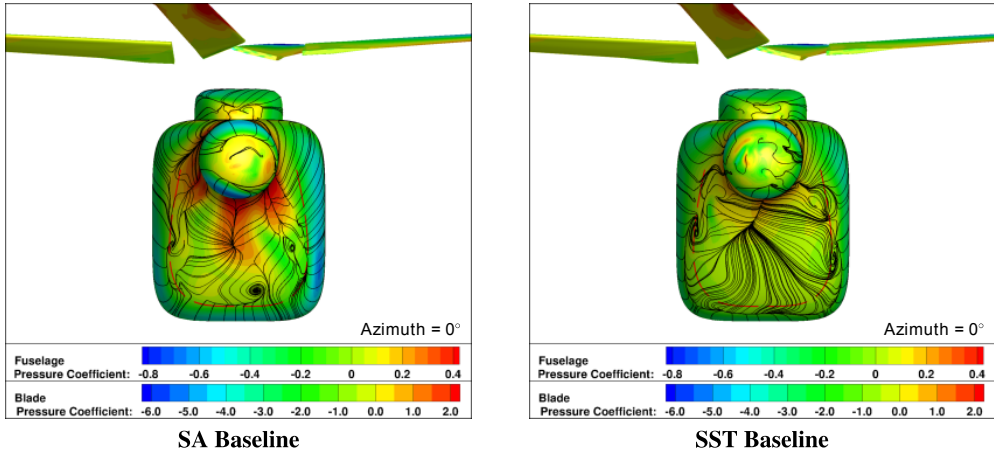 Azimuth = 0°
Fuselage
Pressure Coefficient: -0.8 -0.6 -0.4 -0.2 0 0.2 0.4
Blade
Pressure Coefficient: -6.0 -5.0 -4.0 -3.0 -2.0 -1.0 0.0 1.0 2.0
SA Baseline
Azimuth = 0°
Fuselage
Pressure Coefficient: -0.8 -0.6 -0.4 -0.2 0 0.2 0.4
Blade
Pressure Coefficient: -6.0 -5.0 -4.0 -3.0 -2.0 -1.0 0.0 1.0 2.0
SST Baseline